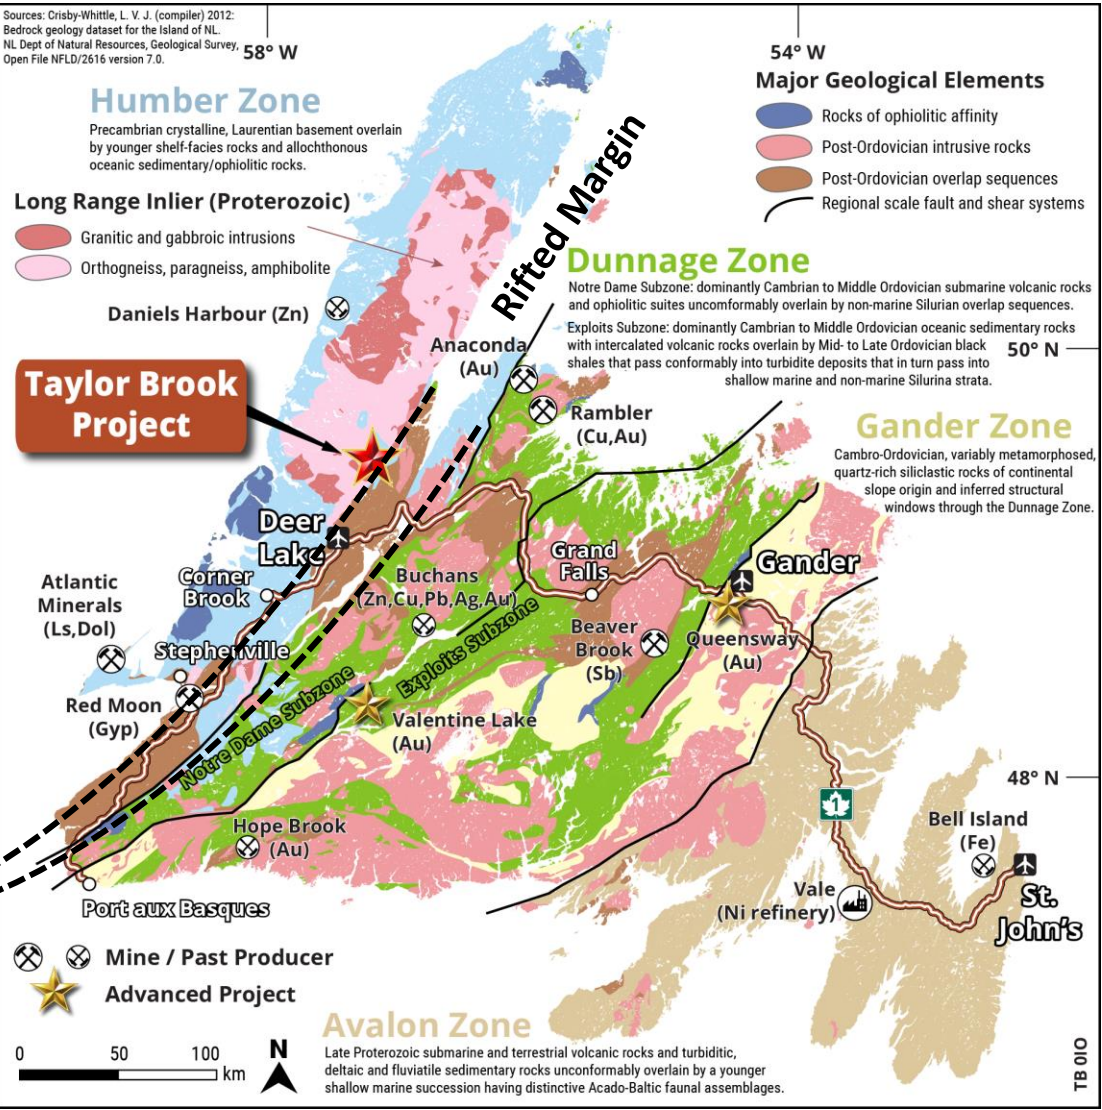 Sources: Crisby-Whittle, L. V. J. (compiler) 2012:
Bedrock geology dataset for the Island of NL.
NL Dept of Natural Resources, Geological Survey,
Open File NFLD/2616 version 7.0.
58° W
54° W
Humber Zone
Precambrian crystalline, Laurentian basement overlain
by younger shelf-facies rocks and allochthonous
oceanic sedimentary/ophiolitic rocks.
Long Range Inlier (Proterozoic)
Granitic and gabbroic intrusions
Orthogneiss, paragneiss, amphibolite
Major Geological Elements
Rocks of ophiolitic affinity
Post-Ordovician intrusive rocks
Post-Ordovician overlap sequences
Regional scale fault and shear systems
Rifted Margin
Dunnage Zone
Notre Dame Subzone: dominantly Cambrian to Middle Ordovician submarine volcanic rocks
and ophiolitic suites uncomformably overlain by non-marine Silurian overlap sequences.
Exploits Subzone: dominantly Cambrian to Middle Ordovician oceanic sedimentary rocks
with intercalated volcanic rocks overlain by Mid- to Late Ordovician black
shales that pass conformably into turbidite deposits that in turn pass into
shallow marine and non-marine Silurina strata.
50° N
Daniels Harbour (Zn)
Anaconda
(Au)
Taylor Brook
Project
Rambler
(Cu,Au)
Gander Zone
Cambro-Ordovician, variably metamorphosed,
quartz-rich siliclastic rocks of continental
slope origin and inferred structural
windows through the Dunnage Zone.
Deer
Lake
Corner
Brook
Grand
Falls
Gander
Atlantic
Minerals
(Ls,Dol)
Buchans
(Zn,Cu,Pb,Ag,Au)
Stephenville
Beaver
Brook
(Sb)
Queensway
(Au)
Exploits Subzone
Notre Dame Subzone
Red Moon
(Gyp)
Valentine Lake
(Au)
48° N
1
Hope Brook
(Au)
Bell Island
(Fe)
Vale
(Ni refinery)
St.
John's
Port aux Basques
Mine / Past Producer
Advanced Project
Avalon Zone
Late Proterozoic submarine and terrestrial volcanic rocks and turbiditic,
deltaic and fluviatile sedimentary rocks unconformably overlain by a younger
shallow marine succession having distinctive Acado-Baltic faunal assemblages.
0 50 100
km
N
TB 010